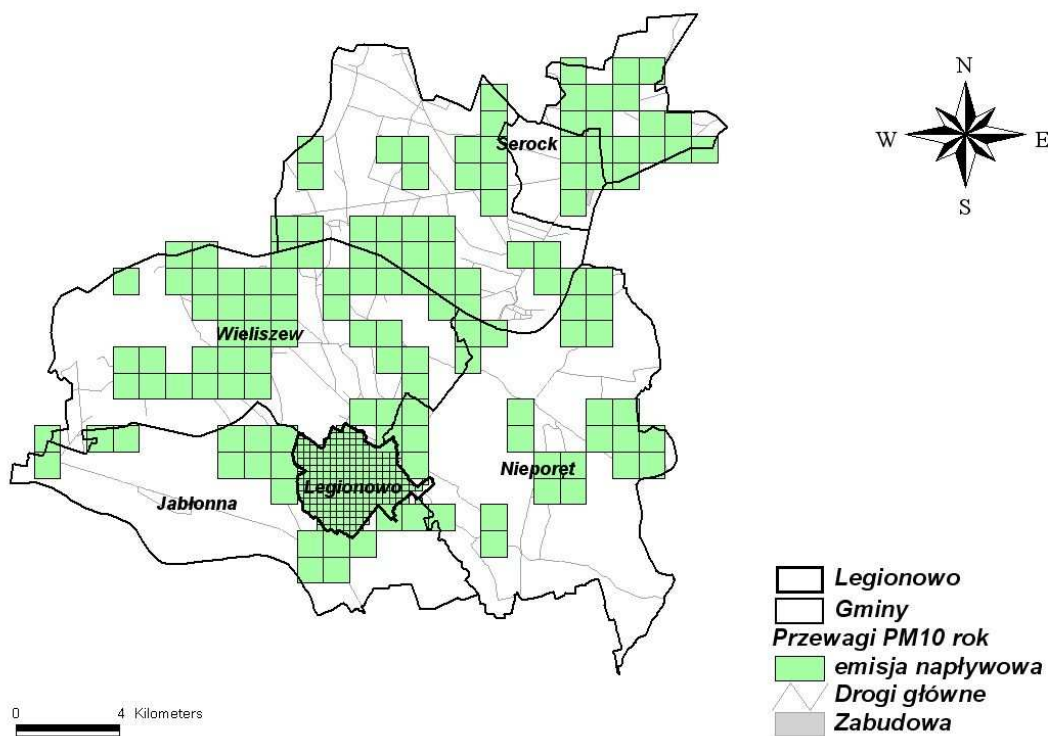 N
W E
S
Serock
Wieliszew
Nieporęt
Legionowo
Jabłonna
Legionowo
Gminy
Przewagi PM10 rok
emisja napływowa
Drogi główne
Zabudowa
0 4 Kilometers